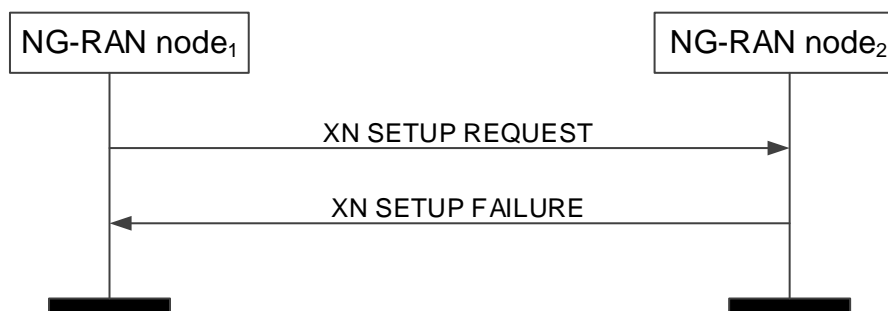 NG-RAN node₁
NG-RAN node₂
XN SETUP REQUEST
XN SETUP FAILURE